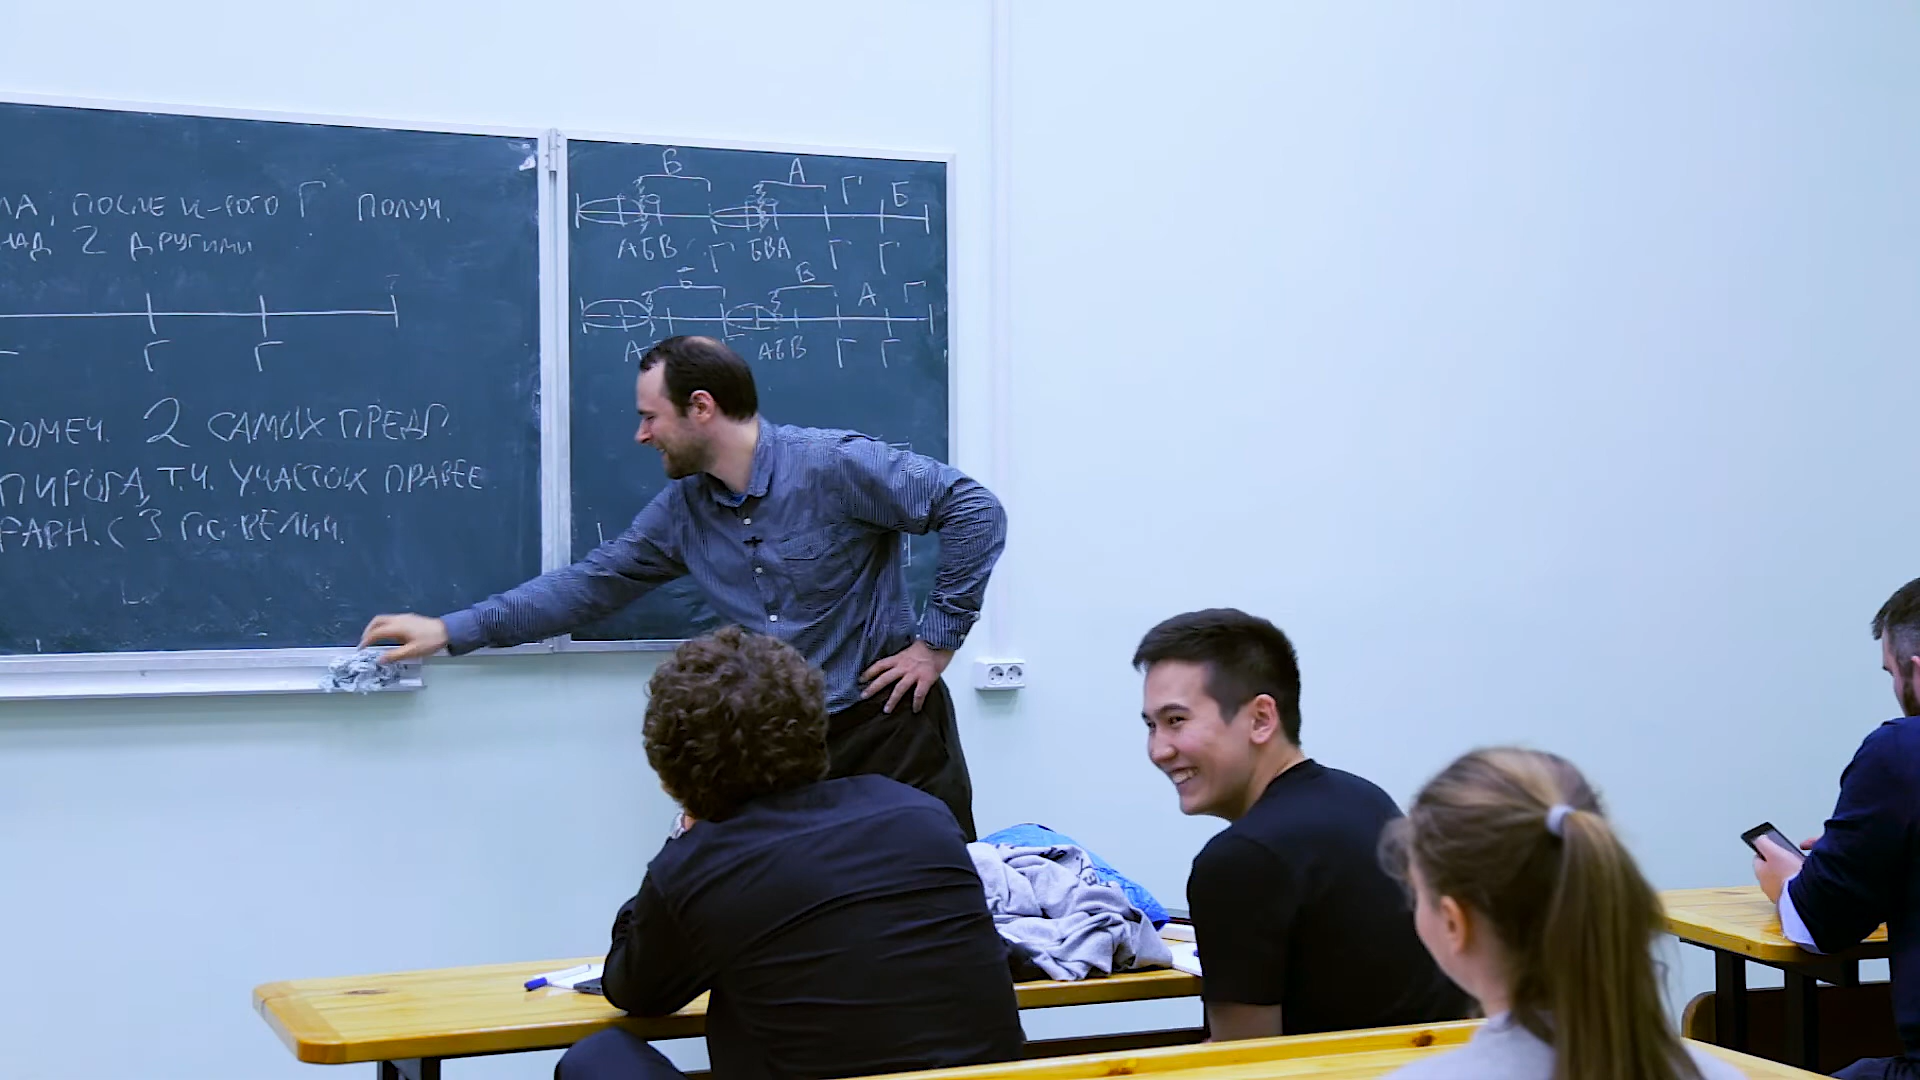 ЛА, ПОСЛЕ К-РОГО Г ПОЛУЧ.
НАД 2 ДРУГИМИ
Г Г
ПОМЕЧ. 2 САМЫХ ПРЕДП.
ПИРОГА, Т.Ч. УЧАСТОК ПРАВЕЕ
РАВН. С 3 ПО ВЕЛИЧ.
Б А Г Б
АБВ Г БВА Г Г
Б В А Г
А АБВ Г Г